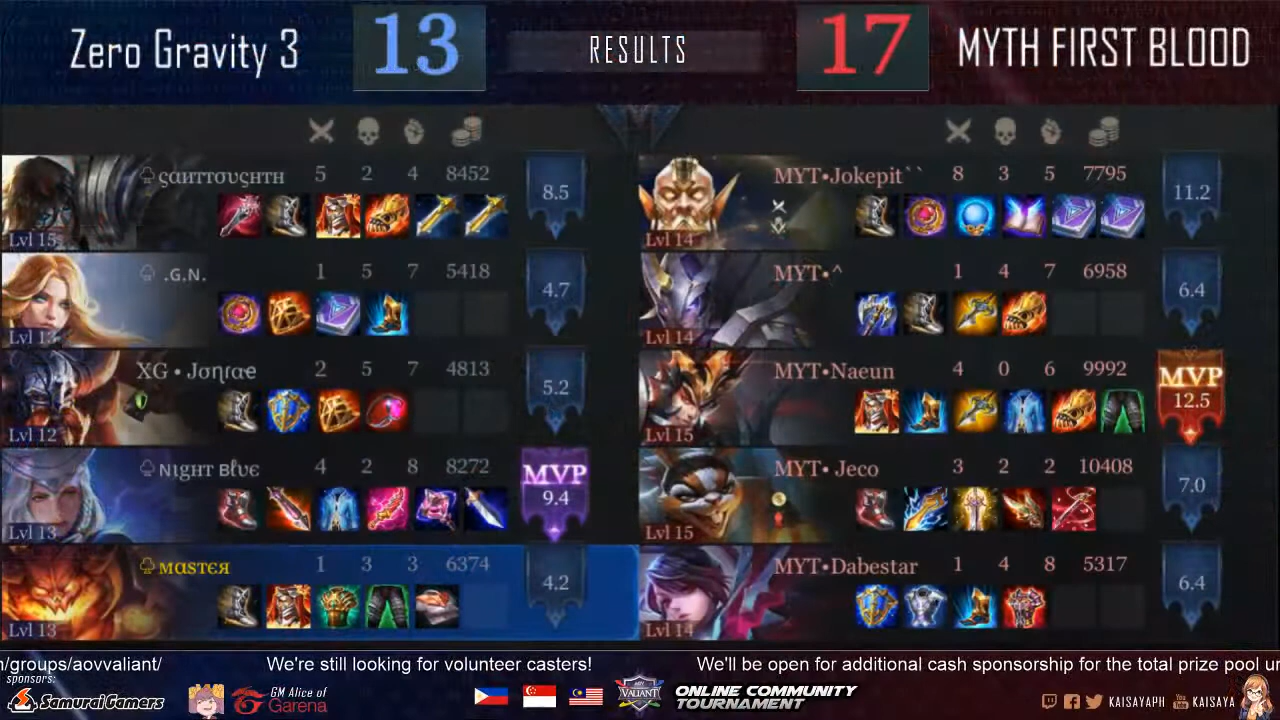 Zero Gravity 3 13 RESULTS 17 MYTH FIRST BLOOD
ςαиττσυςнтн 5 2 4 8452 8.5
Lvl 15
MYT•Jokepit`` 8 3 5 7795 11.2
Lvl 14
.G.N. 1 5 7 5418 4.7
Lvl 13
MYT•^ 1 4 7 6958 6.4
Lvl 14
XG • Jσηɾαҽ 2 5 7 4813 5.2
Lvl 12
MYT•Naeun 4 0 6 9992 MVP 12.5
Lvl 15
4 2 8 8272 MVP 9.4
Lvl 13
MYT• Jeco 3 2 2 10408 7.0
Lvl 15
мαsтєя 1 3 3 6374 4.2
Lvl 13
MYT•Dabestar 1 4 8 5317 6.4
Lvl 14
/groups/aovvaliant/ We're still looking for volunteer casters! We'll be open for additional cash sponsorship for the total prize pool
sponsors:
SamuraiGamers
GM Alice of
Garena
AOV
VALIANT
ONLINE COMMUNITY
TOURNAMENT
KAISAYAPH
You Tube
KAISAYA